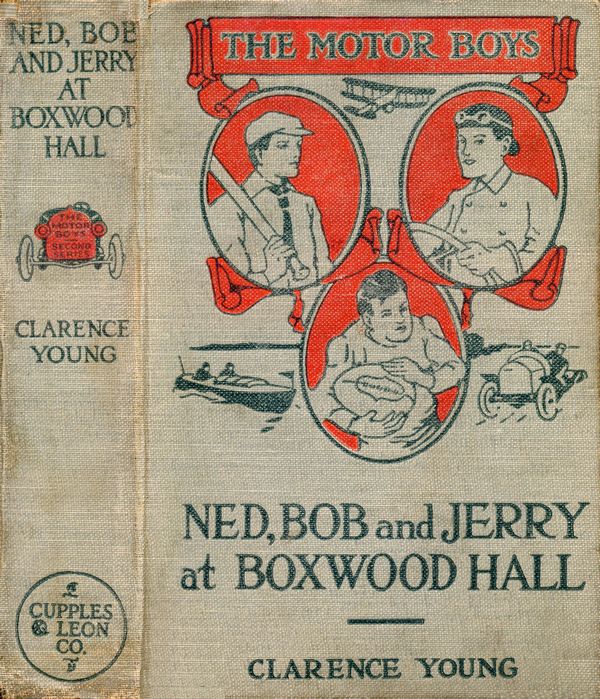 NED, BOB
AND JERRY
AT
BOXWOOD
HALL
THE
MOTOR
BOYS
SECOND
SERIES
CLARENCE
YOUNG
CUPPLES
& LEON
CO.
THE MOTOR BOYS
NED, BOB and JERRY
at BOXWOOD HALL
CLARENCE YOUNG